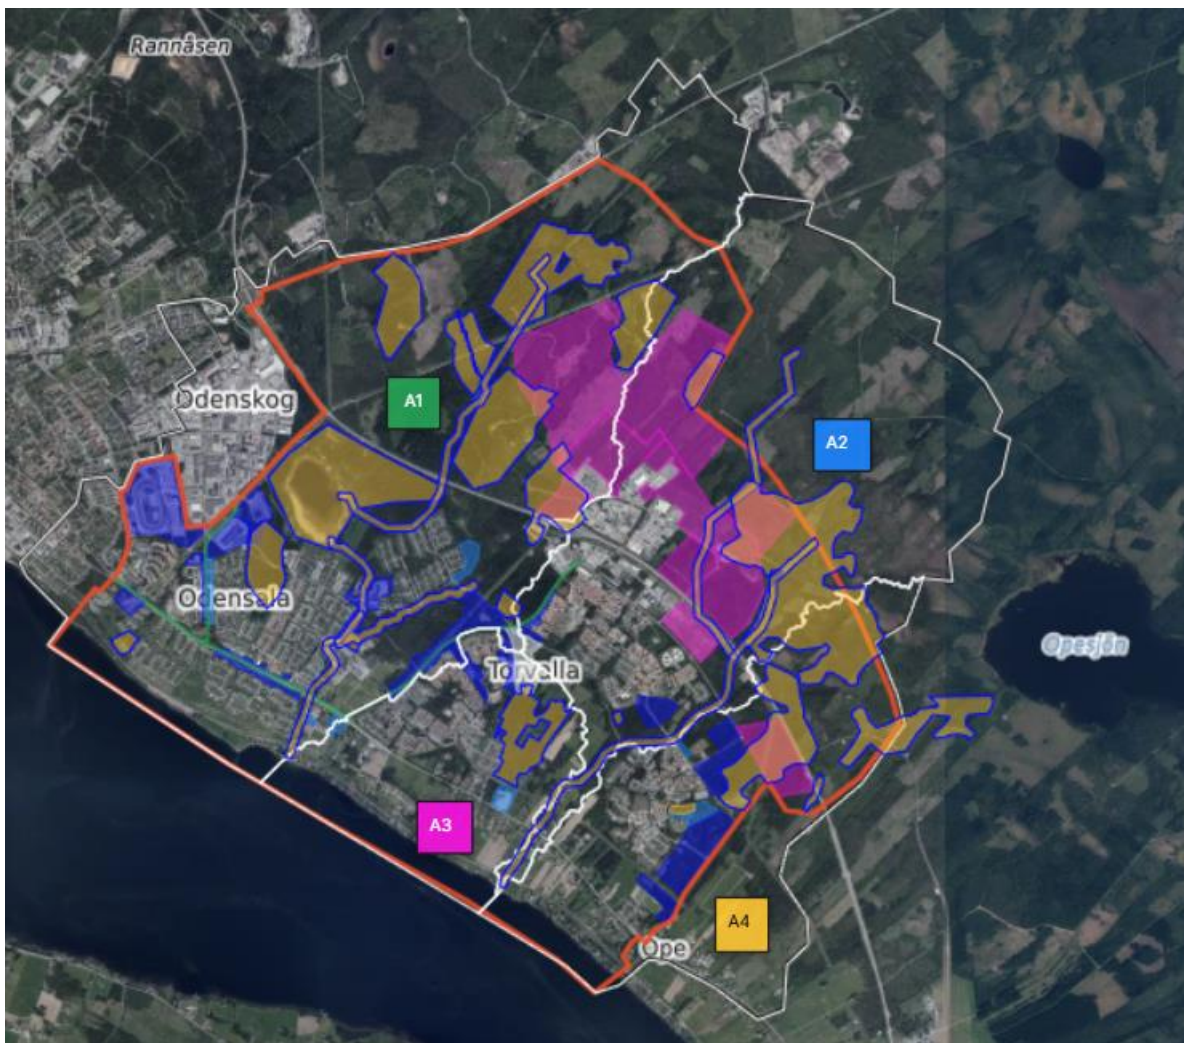 Rannåsen
Odenskog
A1
A2
Odensala
Opesjön
Torvalla
A3
A4
Ope